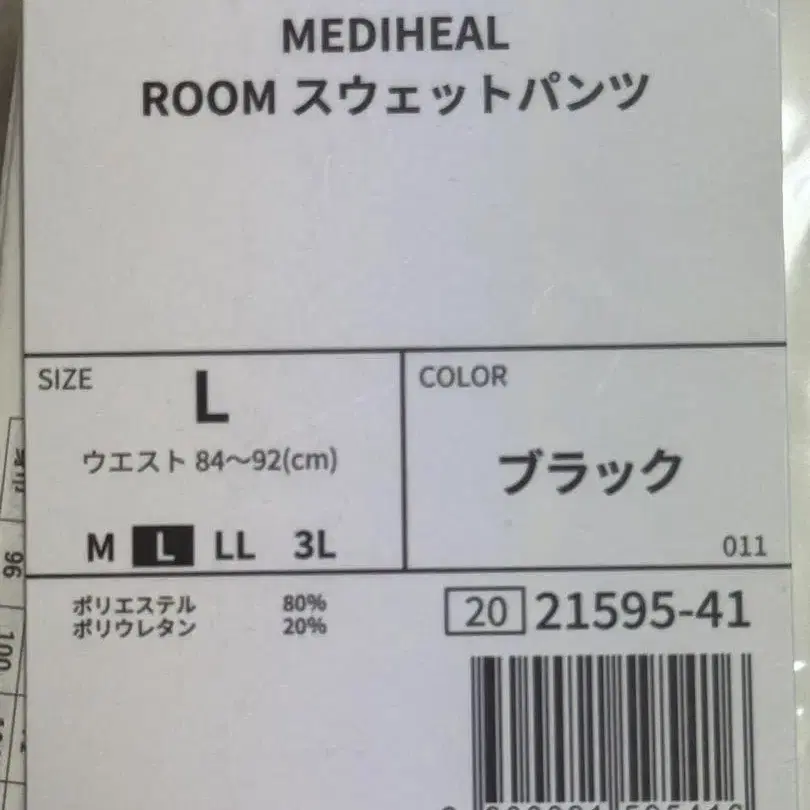 MEDIHEAL
ROOM スウェットパンツ
SIZE
L
ウエスト 84～92(cm)
M L LL 3L
COLOR
ブラック
011
ポリエステル 80%
ポリウレタン 20%
20 21595-41
96
100